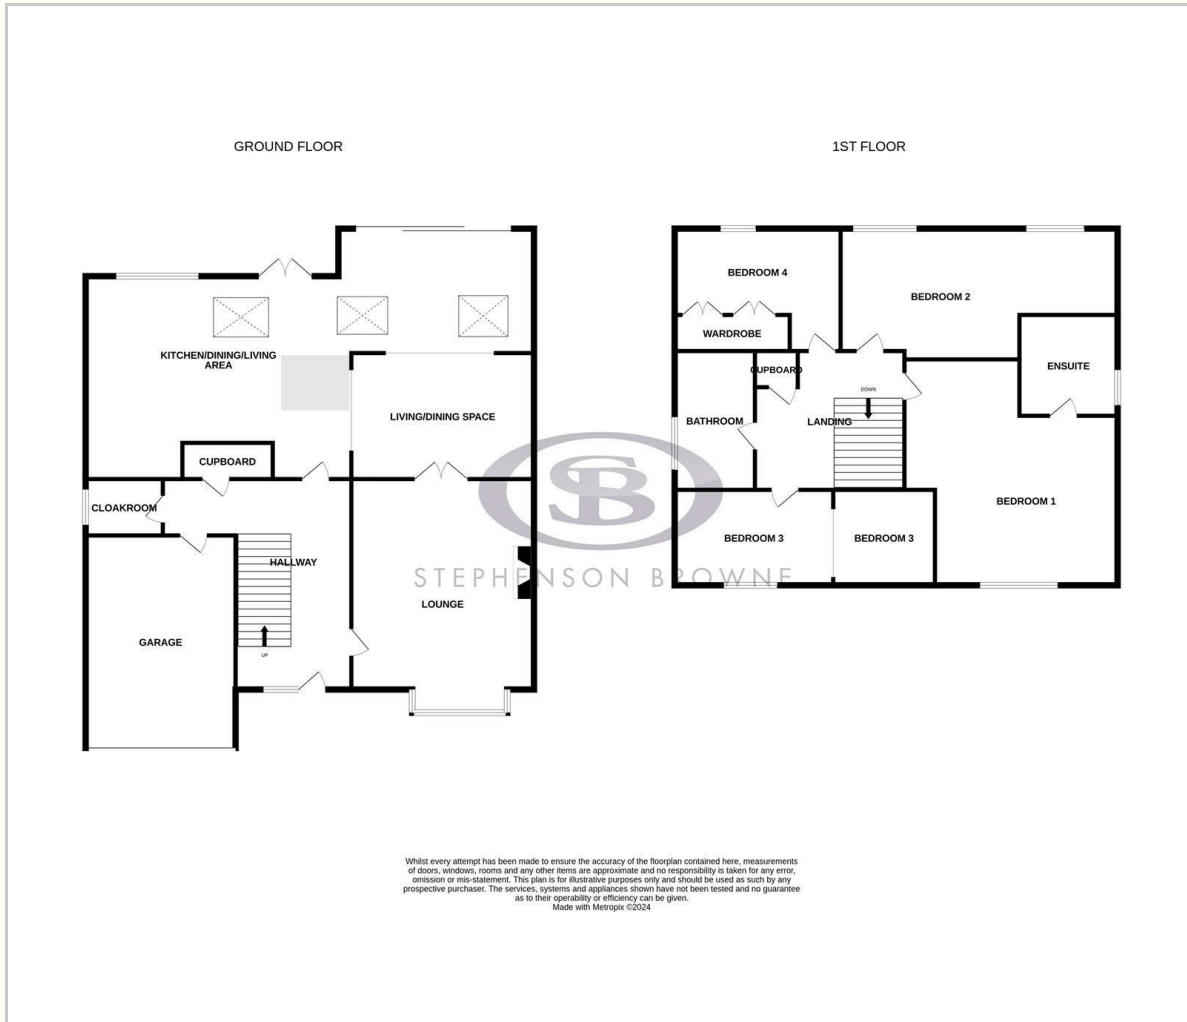 GROUND FLOOR
KITCHEN/DINING/LIVING
AREA
LIVING/DINING SPACE
CUPBOARD
CLOAKROOM
HALLWAY
LOUNGE
GARAGE
UP
1ST FLOOR
BEDROOM 4
BEDROOM 2
WARDROBE
ENSUITE
CUPBOARD
DOWN
BATHROOM
LANDING
BEDROOM 1
BEDROOM 3
BEDROOM 3
SB
STEPHENSON BROWNE
Whilst every attempt has been made to ensure the accuracy of the floorplan contained here, measurements
of doors, windows, rooms and any other items are approximate and no responsibility is taken for any error,
omission or mis-statement. This plan is for illustrative purposes only and should be used as such by any
prospective purchaser. The services, systems and appliances shown have not been tested and no guarantee
as to their operability or efficiency can be given.
Made with Metropix ©2024